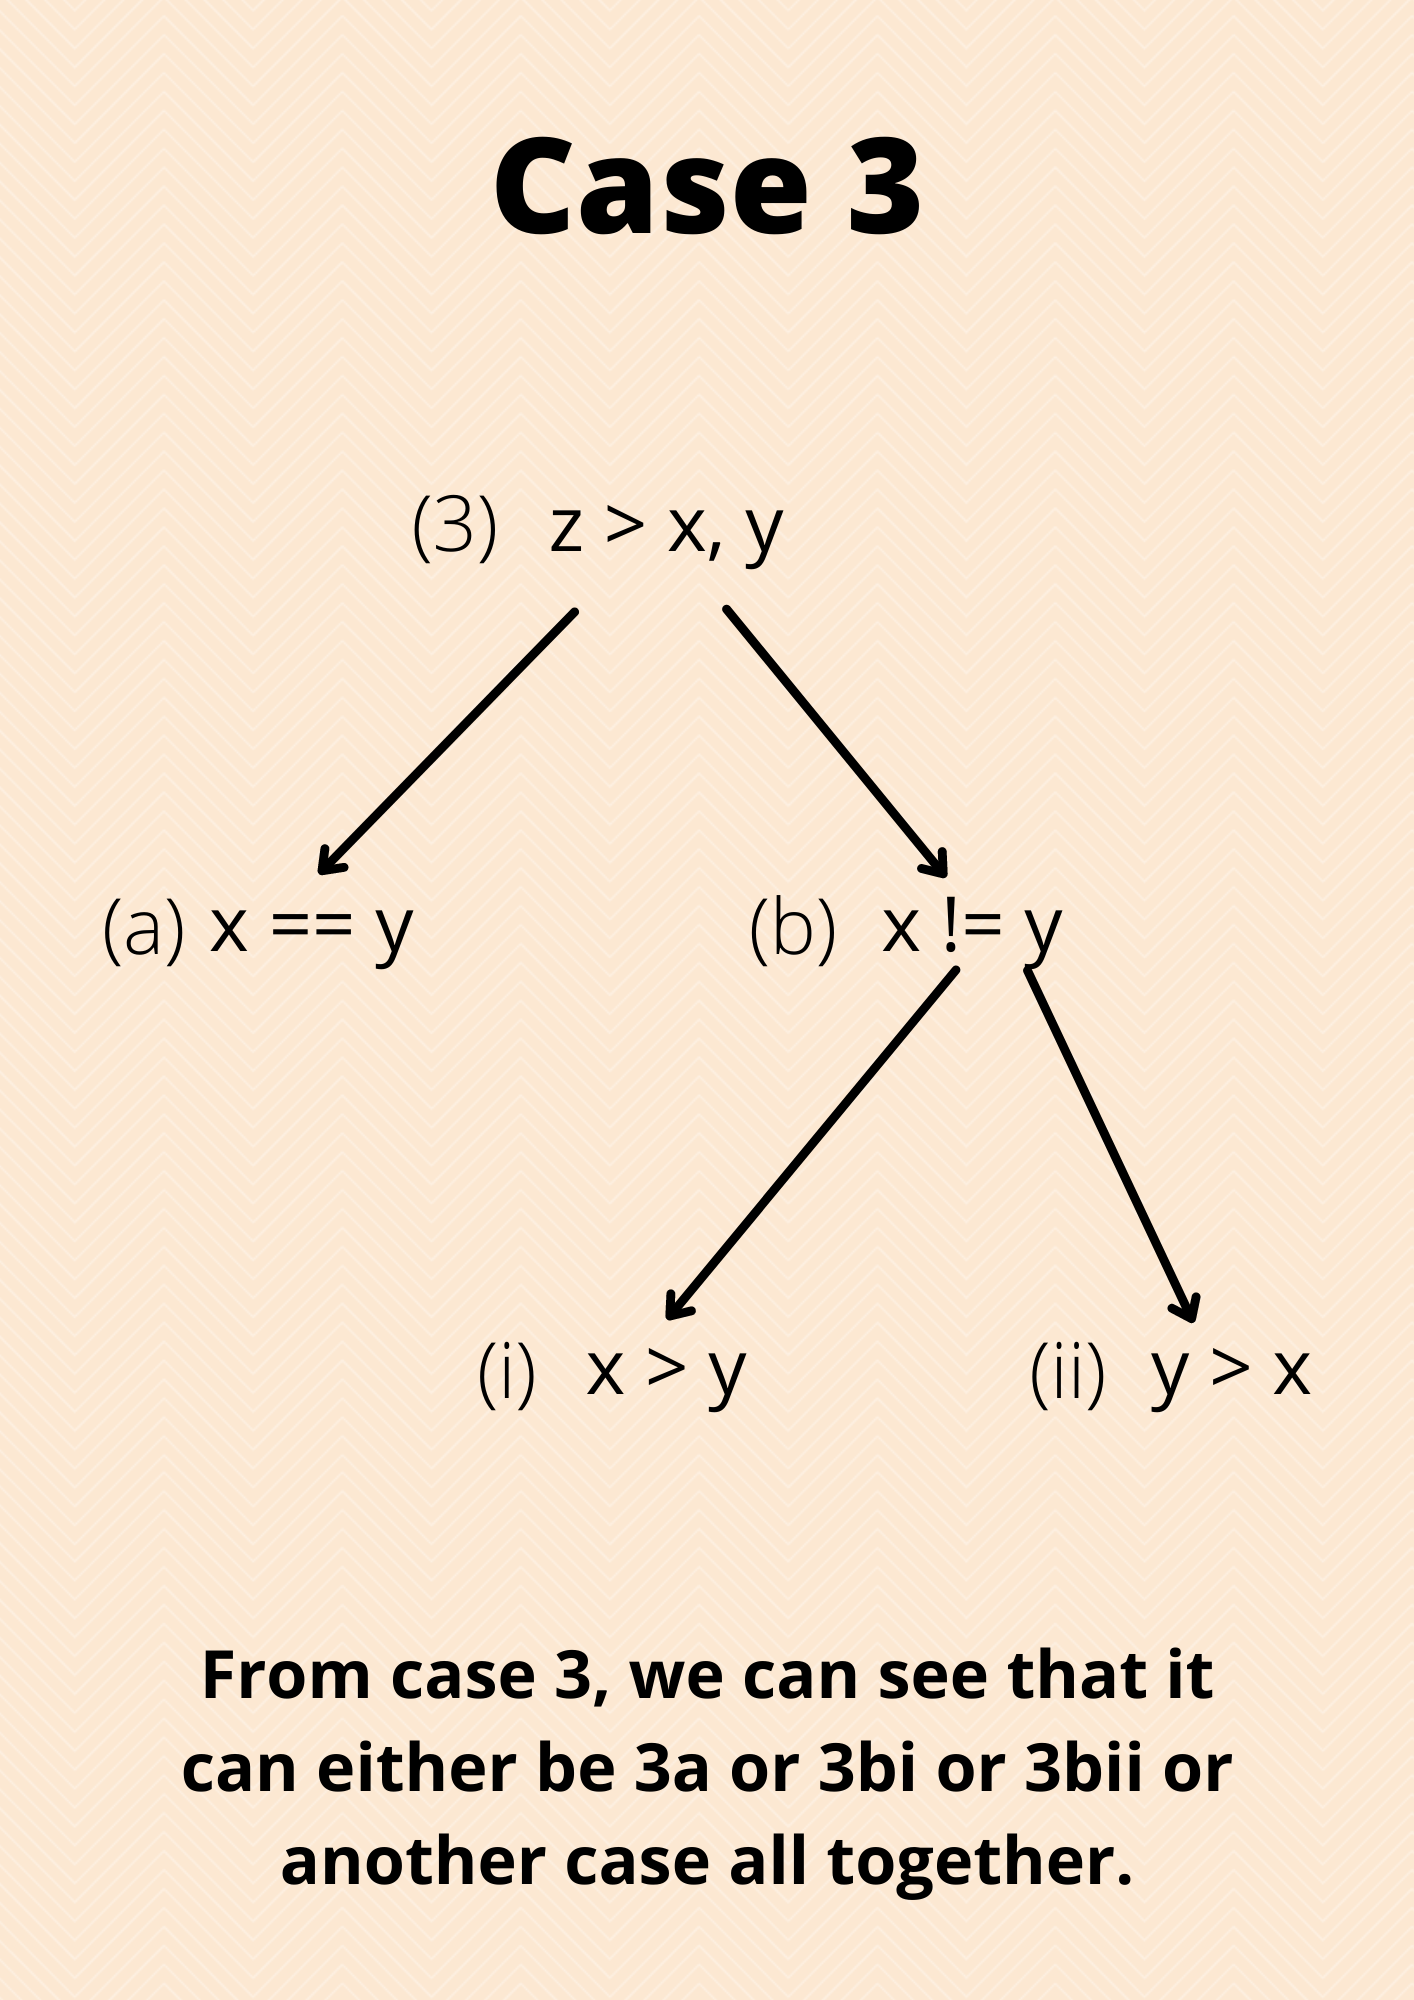 Case 3
(3) z > x, y
(a) x == y
(b) x != y
(i) x > y
(ii) y > x
From case 3, we can see that it
can either be 3a or 3bi or 3bii or
another case all together.